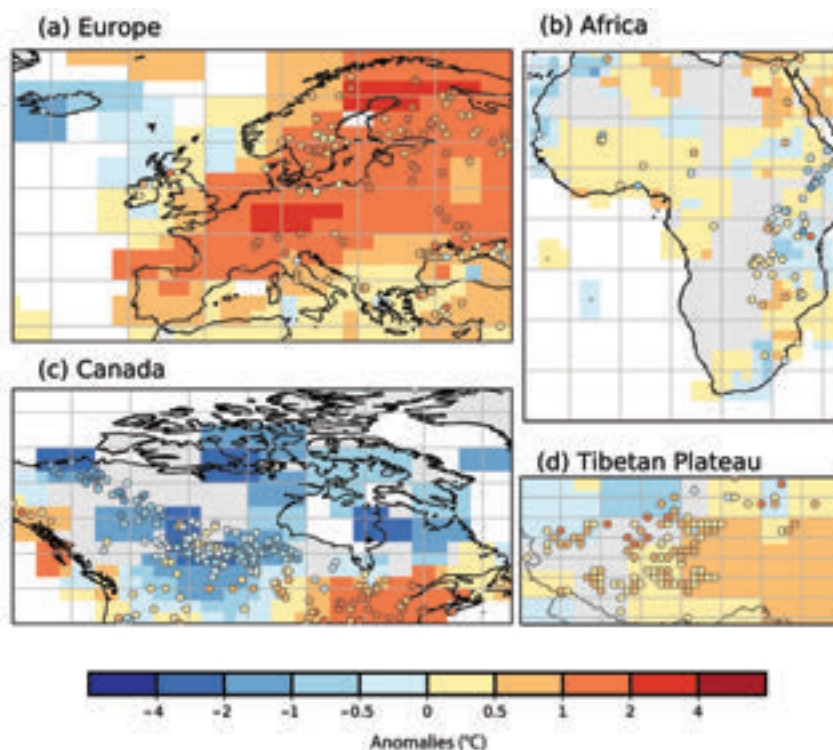 (a) Europe
(b) Africa
(c) Canada
(d) Tibetan Plateau
-4 -2 -1 -0.5 0 0.5 1 2 4
Anomalies (°C)